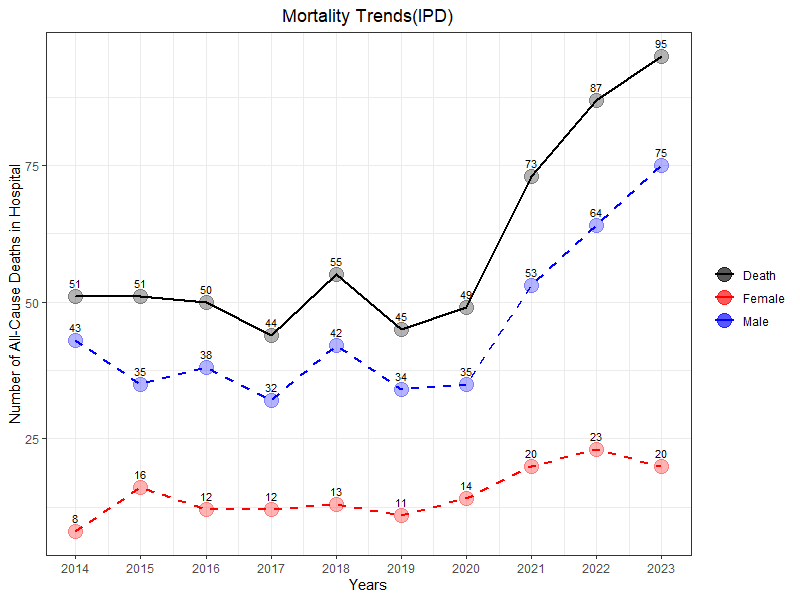 Mortality Trends(IPD)
Number of All-Cause Deaths in Hospital
75
50
25
51 51 50 44 55 45 49 73 87 95
43 35 38 32 42 34 35 53 64 75
8 16 12 12 13 11 14 20 23 20
2014 2015 2016 2017 2018 2019 2020 2021 2022 2023
Years
Death
Female
Male